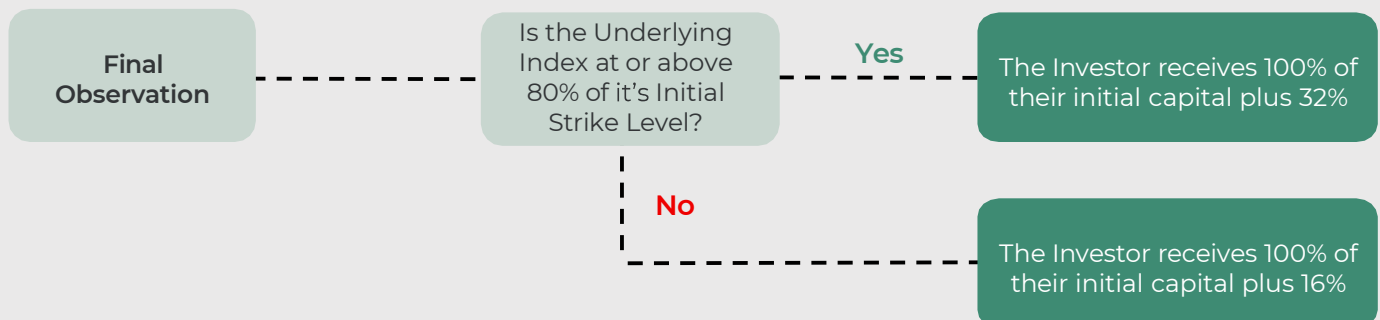 Final
Observation
Is the Underlying
Index at or above
80% of it’s Initial
Strike Level?
Yes
The Investor receives 100% of
their initial capital plus 32%
No
The Investor receives 100% of
their initial capital plus 16%